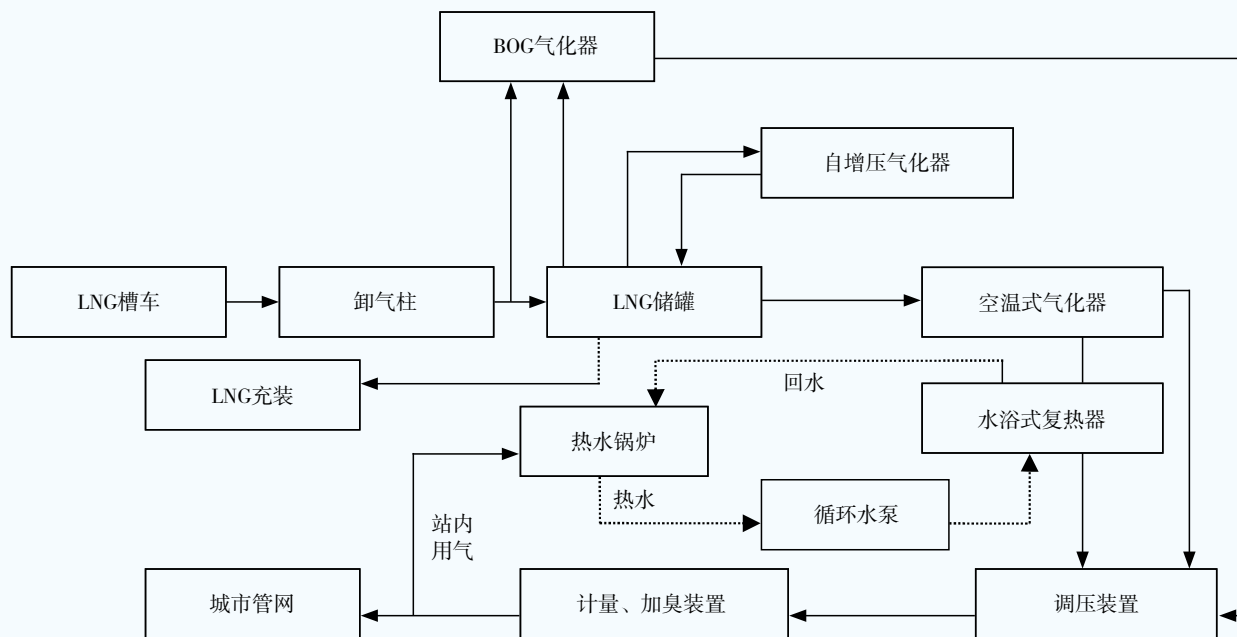 BOG气化器
自增压气化器
LNG槽车
卸气柱
LNG储罐
空温式气化器
LNG充装
回水
水浴式复热器
热水锅炉
热水
循环水泵
站内
用气
城市管网
计量、加臭装置
调压装置